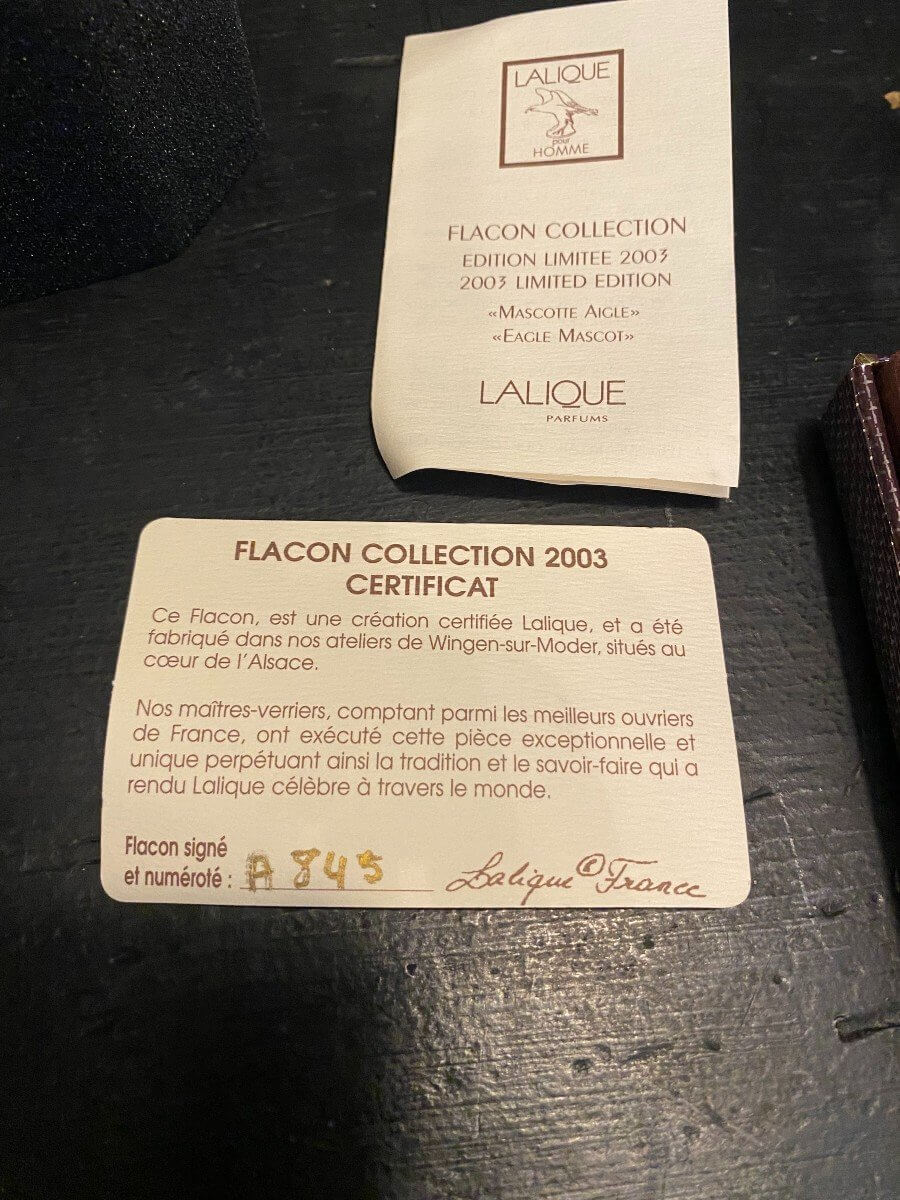 LALIQUE
pour
HOMME
FLACON COLLECTION
EDITION LIMITEE 2003
2003 LIMITED EDITION
«MASCOTTE AIGLE»
«EAGLE MASCOT»
LALIQUE
PARFUMS
FLACON COLLECTION 2003
CERTIFICAT
Ce Flacon, est une création certifiée Lalique, et a été
fabriqué dans nos ateliers de Wingen-sur-Moder, situés au
cœur de l'Alsace.
Nos maîtres-verriers, comptant parmi les meilleurs ouvriers
de France, ont exécuté cette pièce exceptionnelle et
unique perpétuant ainsi la tradition et le savoir-faire qui a
rendu Lalique célèbre à travers le monde.
Flacon signé
et numéroté : A 845
Lalique © France